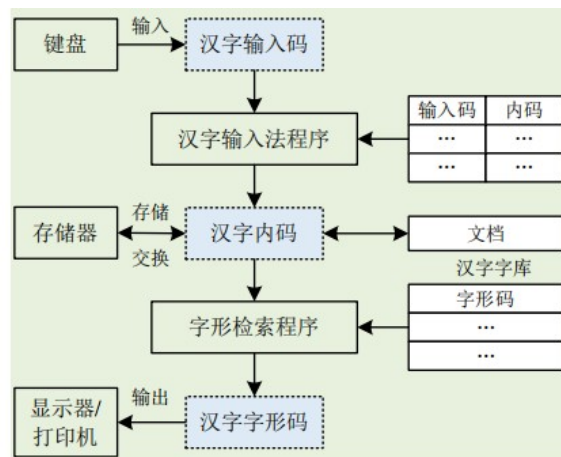 键盘
输入
汉字输入码
汉字输入法程序
输入码 内码
… …
… …
存储器
存储
交换
汉字内码
文档
汉字字库
字形检索程序
字形码
…
…
显示器/
打印机
输出
汉字字形码